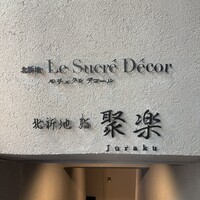 北新地 Le Sucré Décor
ル シュクレ デコール
北新地 鮨 聚楽
Juraku